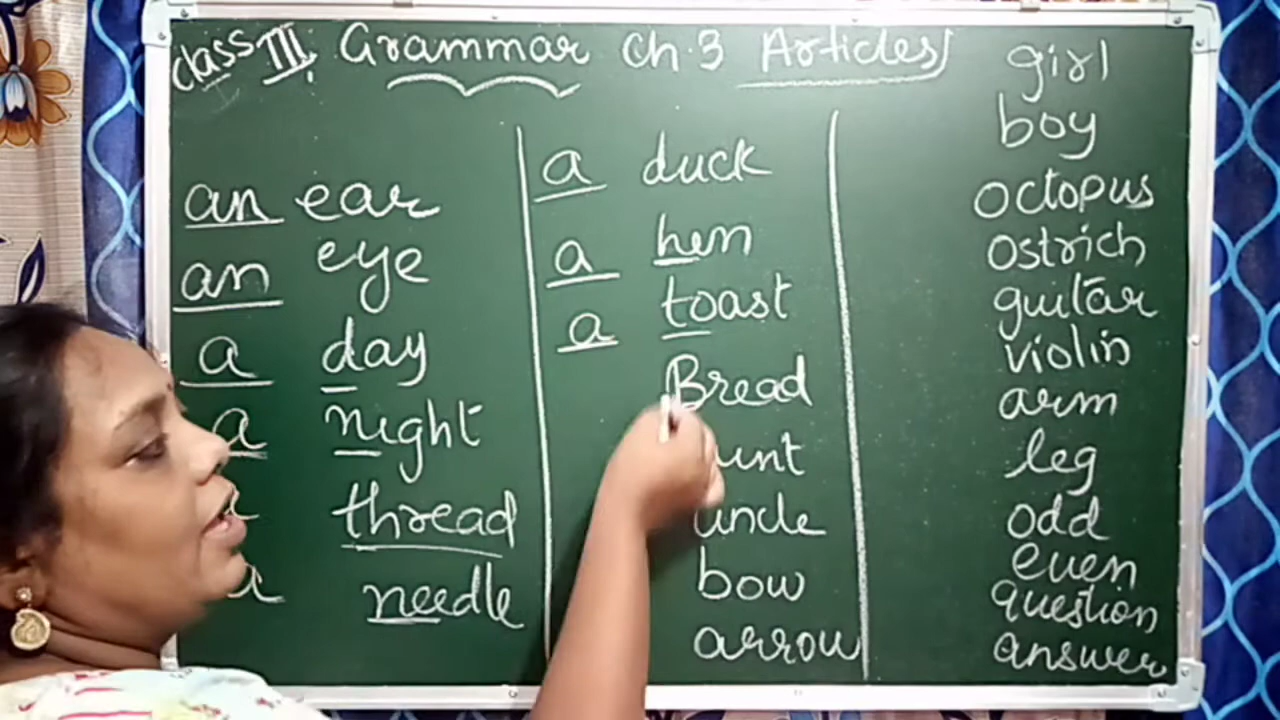 Class III. Grammar Ch.3 Articles
an ear
an eye
a day
a night
a thread
a needle
a duck
a hen
a toast
Bread
uncle
bow
arrow
girl
boy
octopus
ostrich
guitar
violin
arm
leg
odd
even
question
answer